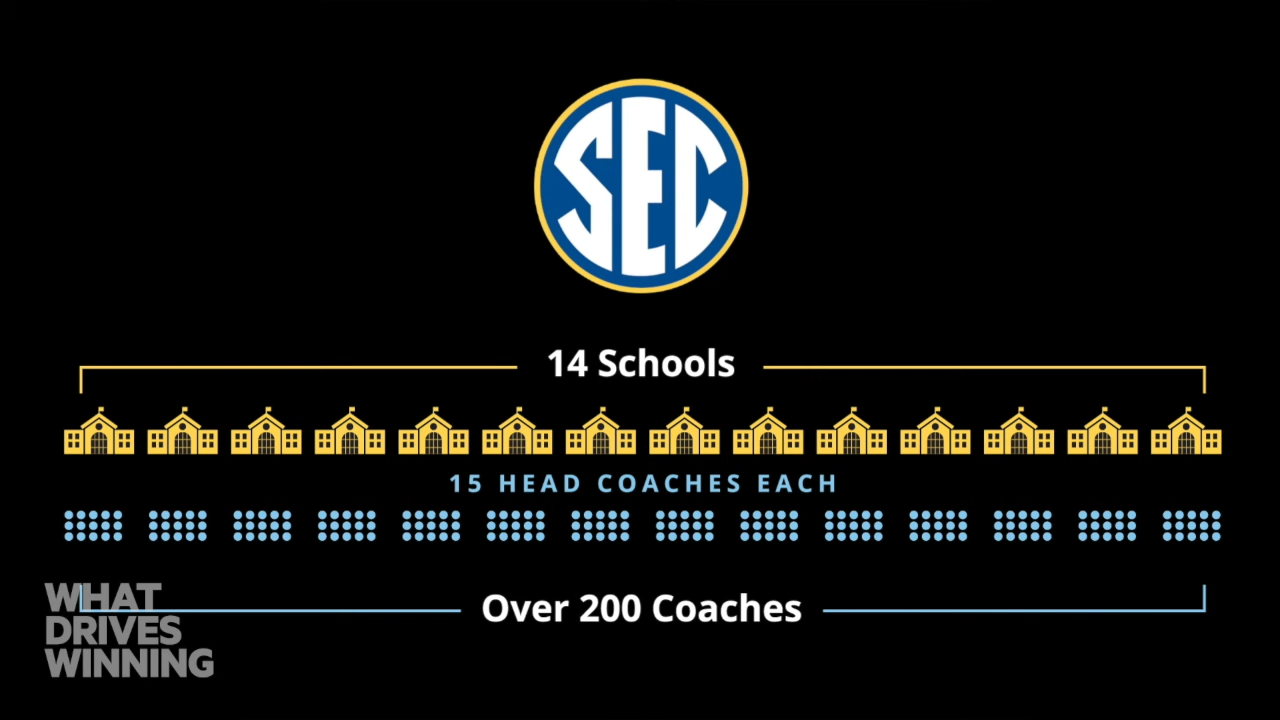 SEC
14 Schools
15 HEAD COACHES EACH
Over 200 Coaches
WHAT
DRIVES
WINNING